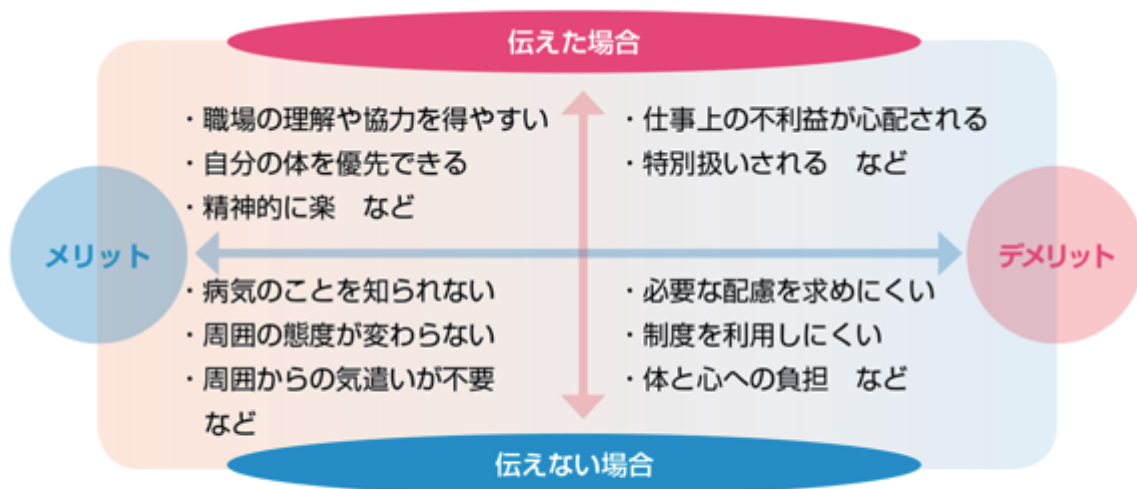 伝えた場合
・職場の理解や協力を得やすい
・自分の体を優先できる
・精神的に楽　など
・仕事上の不利益が心配される
・特別扱いされる　など
メリット
デメリット
・病気のことを知られない
・周囲の態度が変わらない
・周囲からの気遣いが不要
など
・必要な配慮を求めにくい
・制度を利用しにくい
・体と心への負担　など
伝えない場合